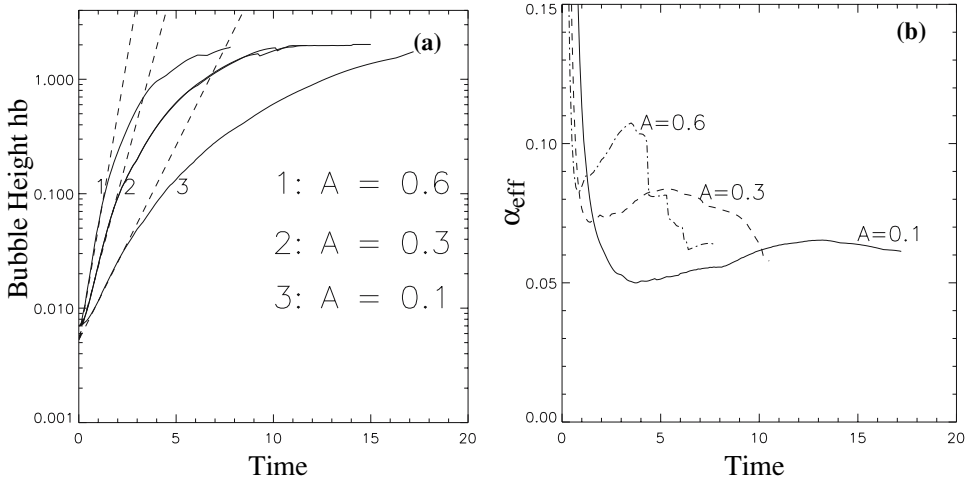 (a)
1.000
0.100
0.010
0.001
Bubble Height hb
1
2
3
1: A = 0.6
2: A = 0.3
3: A = 0.1
0
5
10
15
20
Time
(b)
0.15
0.10
0.05
0.00
αeff
A=0.6
A=0.3
A=0.1
0
5
10
15
20
Time